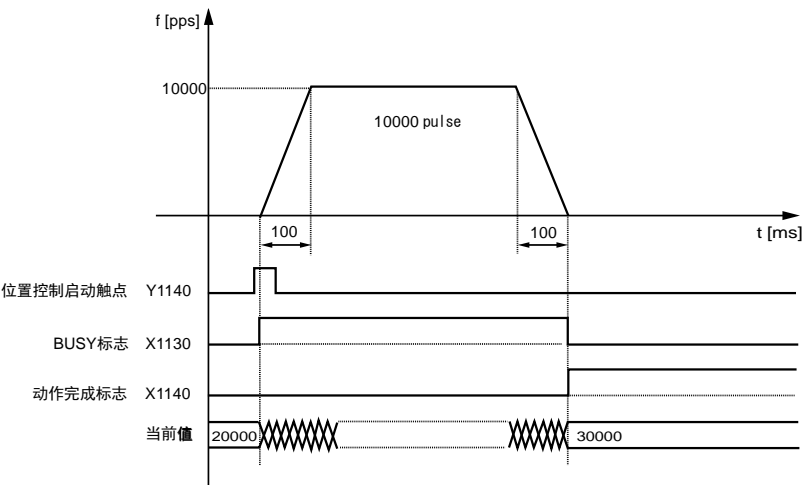 f [pps]
10000
10000 pulse
100
100
t [ms]
位置控制启动触点 Y1140
BUSY标志 X1130
动作完成标志 X1140
当前值 20000 30000